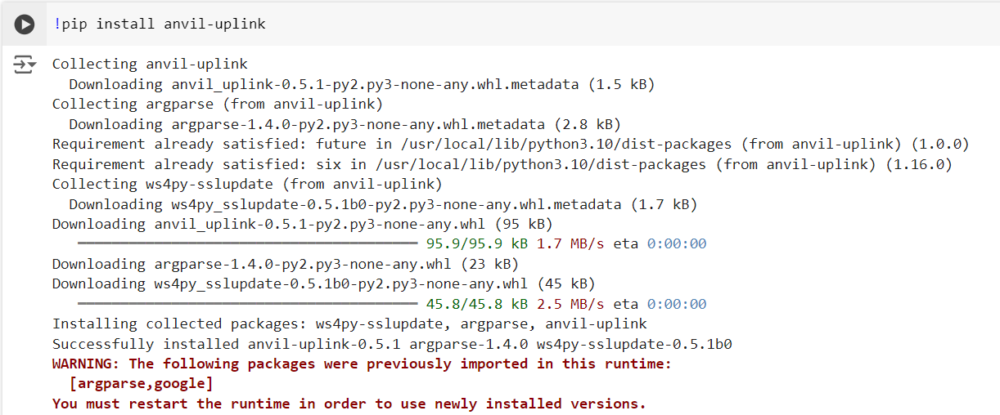 !pip install anvil-uplink
Collecting anvil-uplink
  Downloading anvil_uplink-0.5.1-py2.py3-none-any.whl.metadata (1.5 kB)
Collecting argparse (from anvil-uplink)
  Downloading argparse-1.4.0-py2.py3-none-any.whl.metadata (2.8 kB)
Requirement already satisfied: future in /usr/local/lib/python3.10/dist-packages (from anvil-uplink) (1.0.0)
Requirement already satisfied: six in /usr/local/lib/python3.10/dist-packages (from anvil-uplink) (1.16.0)
Collecting ws4py-sslupdate (from anvil-uplink)
  Downloading ws4py_sslupdate-0.5.1b0-py2.py3-none-any.whl.metadata (1.7 kB)
Downloading anvil_uplink-0.5.1-py2.py3-none-any.whl (95 kB)
95.9/95.9 kB 1.7 MB/s eta 0:00:00
Downloading argparse-1.4.0-py2.py3-none-any.whl (23 kB)
Downloading ws4py_sslupdate-0.5.1b0-py2.py3-none-any.whl (45 kB)
45.8/45.8 kB 2.5 MB/s eta 0:00:00
Installing collected packages: ws4py-sslupdate, argparse, anvil-uplink
Successfully installed anvil-uplink-0.5.1 argparse-1.4.0 ws4py-sslupdate-0.5.1b0
WARNING: The following packages were previously imported in this runtime:
  [argparse,google]
You must restart the runtime in order to use newly installed versions.